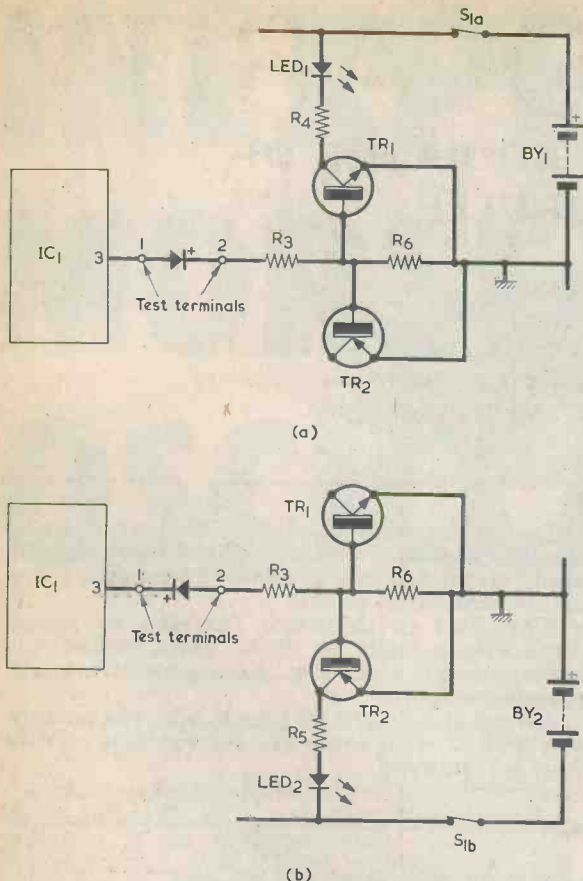 S1a
LED1
R4
TR1
+
BY1
IC1
3
1
+
2
R3
R6
Test terminals
TR2
(a)
TR1
IC1
3
1
+
2
R3
R6
Test terminals
TR2
+
BY2
R5
LED2
S1b
(b)